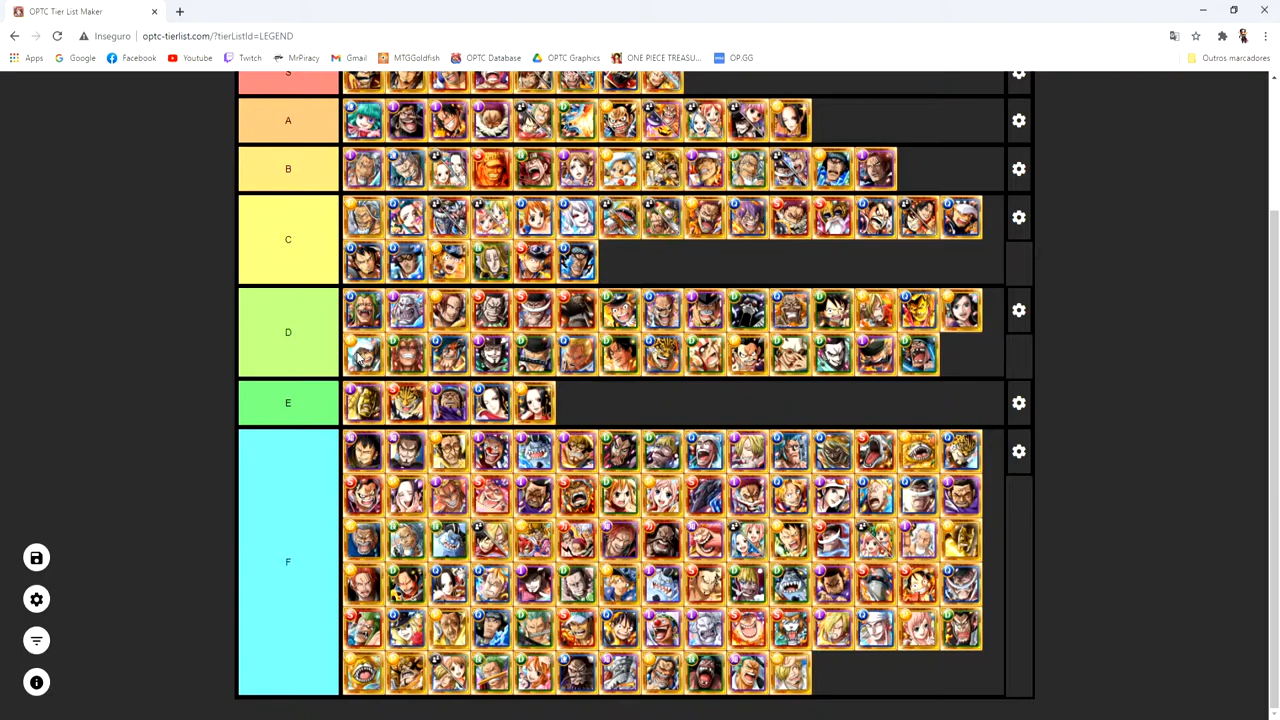 OPTC Tier List Maker
Inseguro optc-tierlist.com/?tierListId=LEGEND
Apps Google Facebook Youtube Twitch MrPiracy Gmail MTGGoldfish OPTC Database OPTC Graphics ONE PIECE TREASU... OP.GG Outros marcadores
S
A
B
C
D
E
F